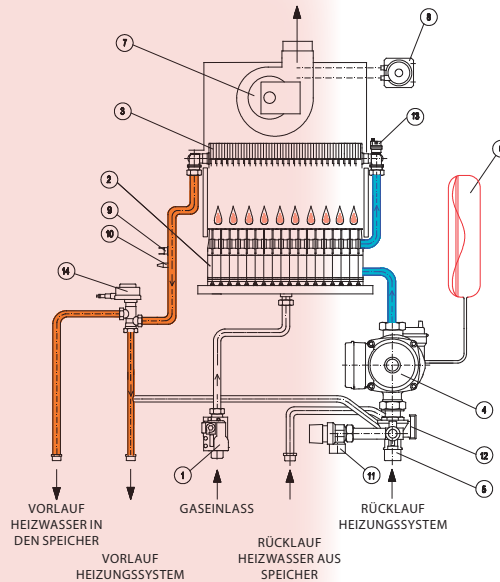 7
8
3
13
6
2
9
10
14
4
1
12
11
5
VORLAUF
HEIZWASSER IN
DEN SPEICHER
GASEINLASS
RÜCKLAUF
HEIZUNGSSYSTEM
VORLAUF
HEIZUNGSSYSTEM
RÜCKLAUF
HEIZWASSER AUS
SPEICHER